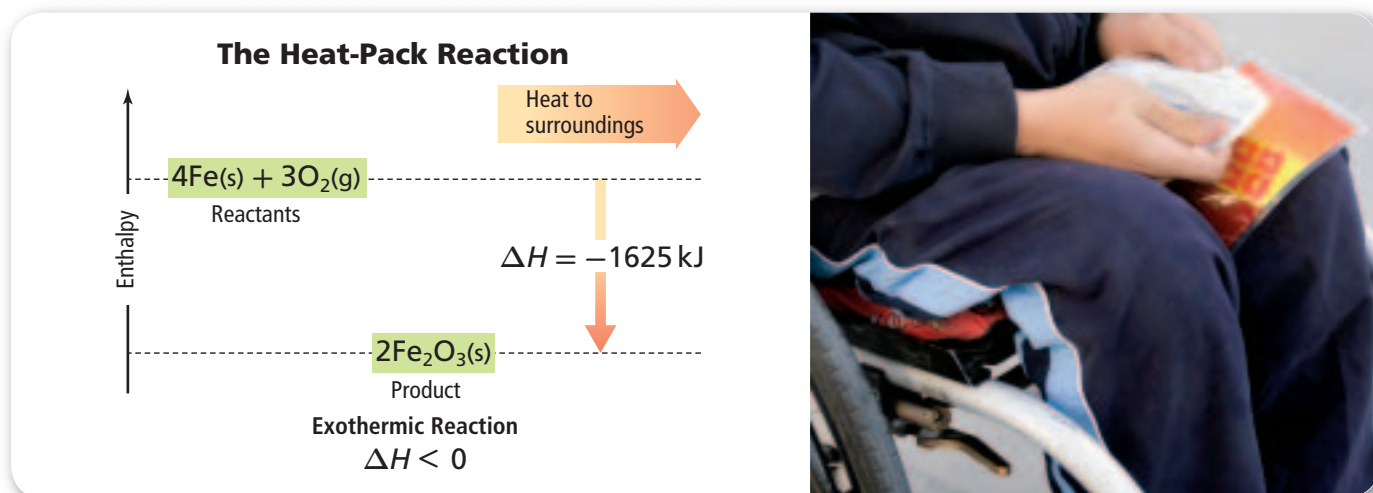 The Heat-Pack Reaction
Heat to
surroundings
4Fe(s) + 3O₂(g)
Reactants
Enthalpy
ΔH = −1625 kJ
2Fe₂O₃(s)
Product
Exothermic Reaction
ΔH < 0